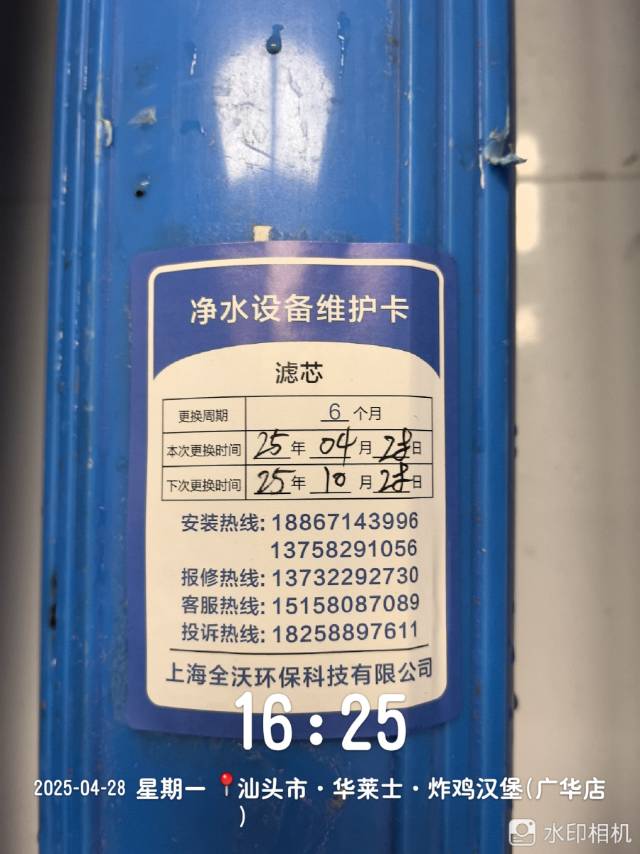 净水设备维护卡
滤芯
更换周期 6 个月
本次更换时间 25 年 04 月 28 日
下次更换时间 25 年 10 月 28 日
安装热线: 18867143996
13758291056
报修热线: 13732292730
客服热线: 15158087089
投诉热线: 18258897611
上海全沃环保科技有限公司
16:25
2025-04-28 星期一 📍汕头市·华莱士·炸鸡汉堡(广华店
)
水印相机